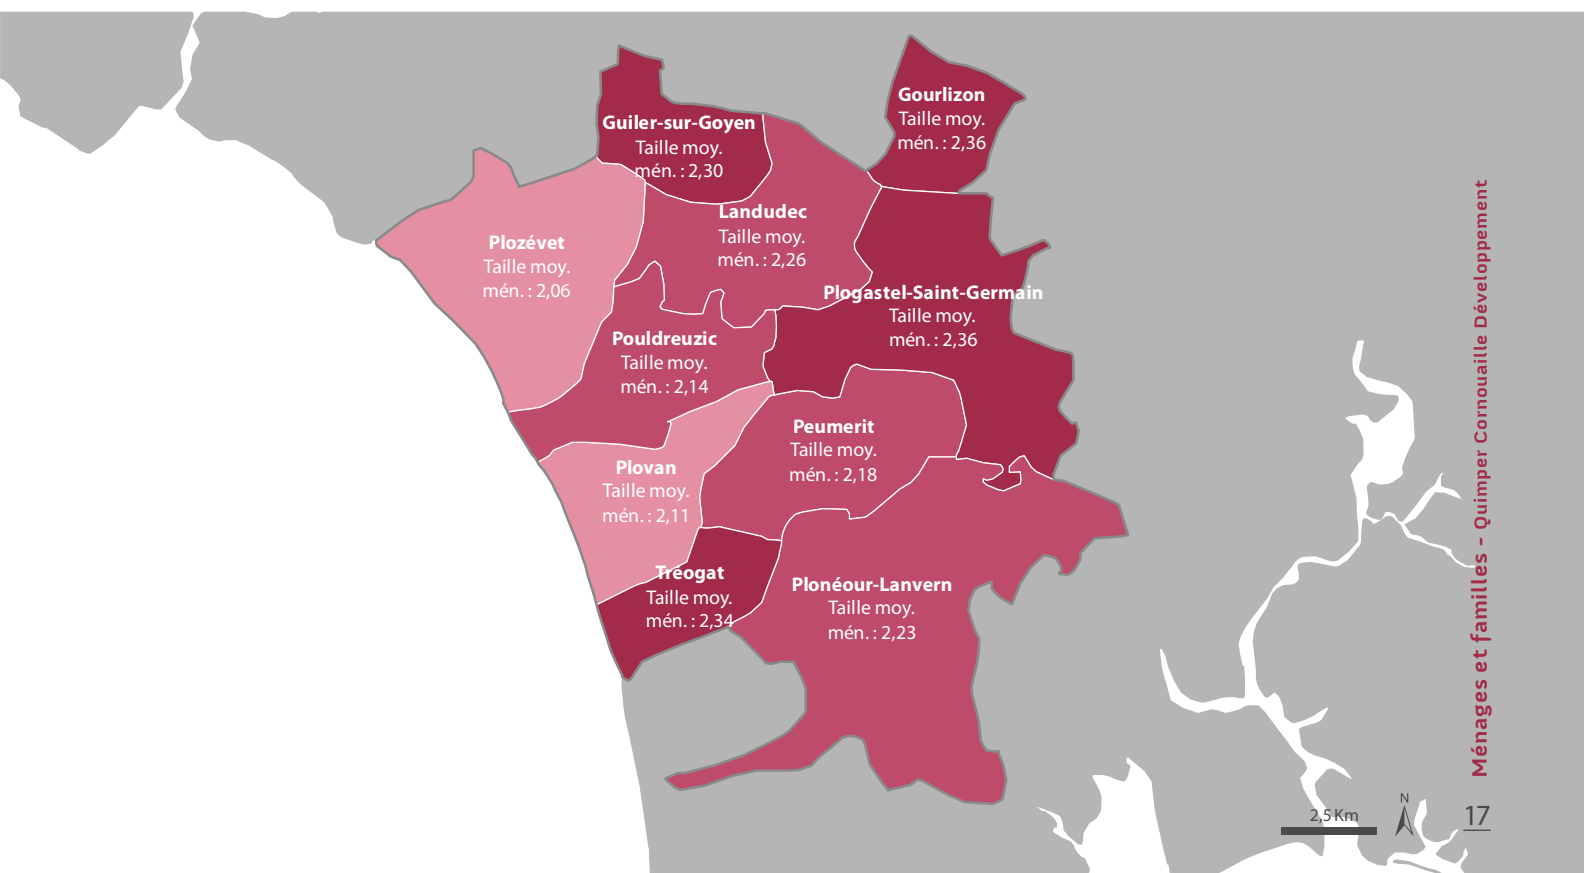 Gourlizon
Taille moy.
mén. : 2,36
Guiler-sur-Goyen
Taille moy.
mén. : 2,30
Landudec
Taille moy.
mén. : 2,26
Plozévet
Taille moy.
mén. : 2,06
Plogastel-Saint-Germain
Taille moy.
mén. : 2,36
Pouldreuzic
Taille moy.
mén. : 2,14
Peumerit
Taille moy.
mén. : 2,18
Plovan
Taille moy.
mén. : 2,11
Tréogat
Taille moy.
mén. : 2,34
Plonéour-Lanvern
Taille moy.
mén. : 2,23
Ménages et familles – Quimper Cornouaille Développement
2,5 Km
N
17